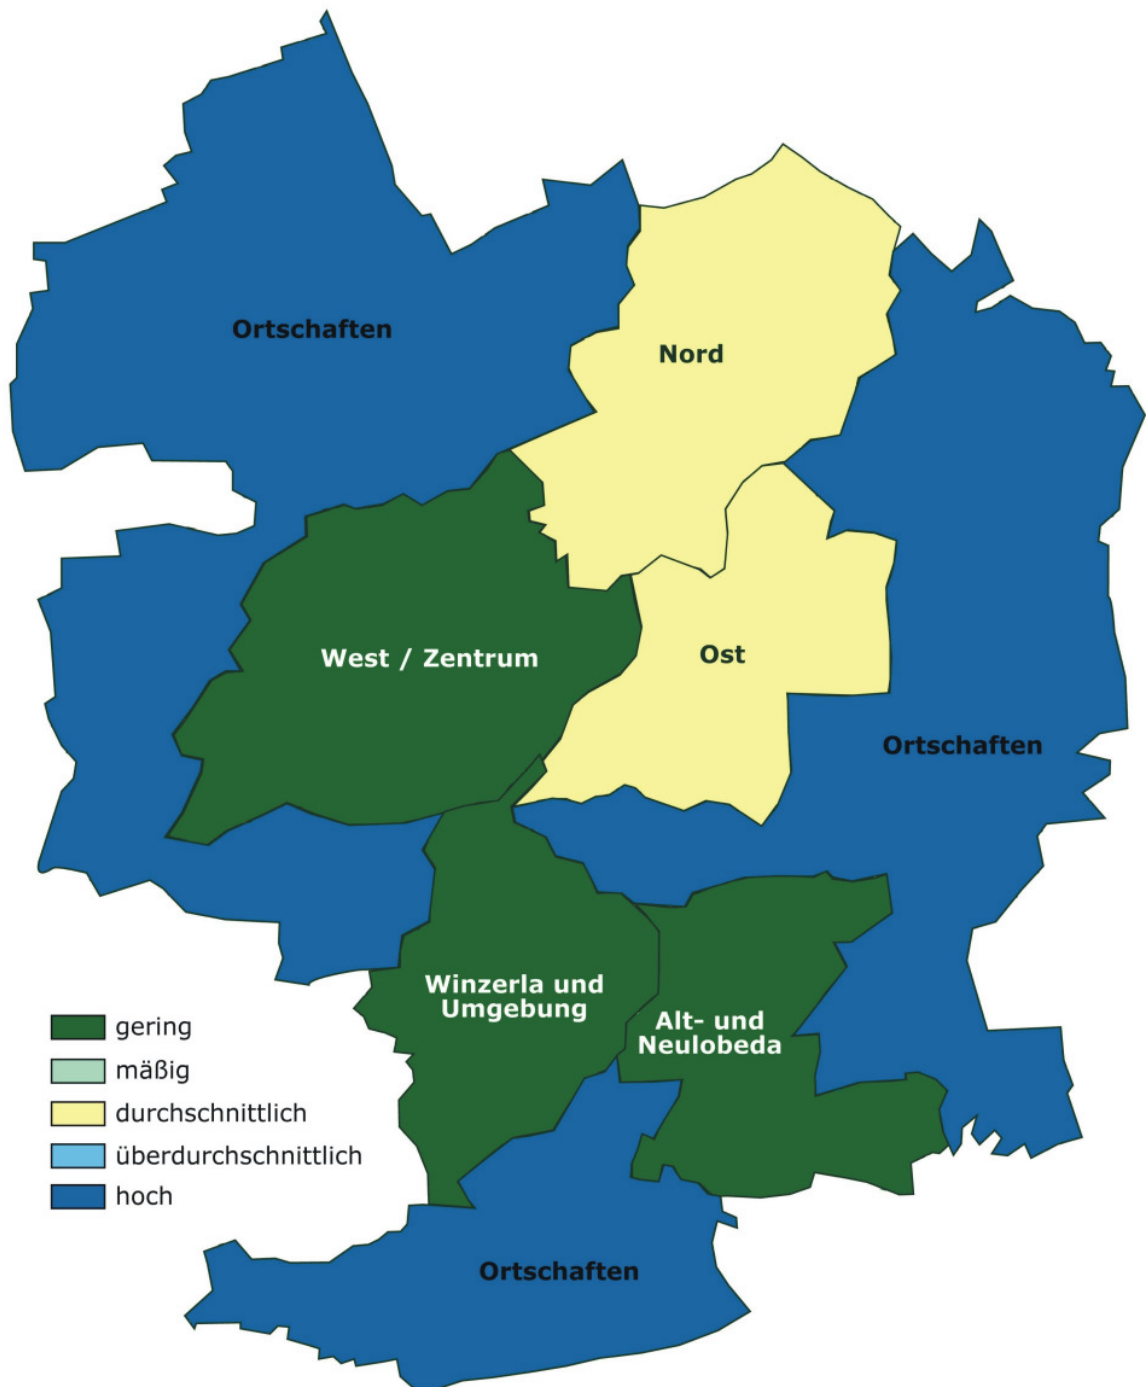 Ortschaften
Nord
West / Zentrum
Ost
Ortschaften
Winzerla und
Umgebung
Alt- und
Neulobeda
Ortschaften
gering
mäßig
durchschnittlich
überdurchschnittlich
hoch